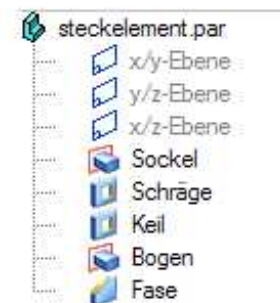 steckelement.par
x/y-Ebene
y/z-Ebene
x/z-Ebene
Sockel
Schräge
Keil
Bogen
Fase